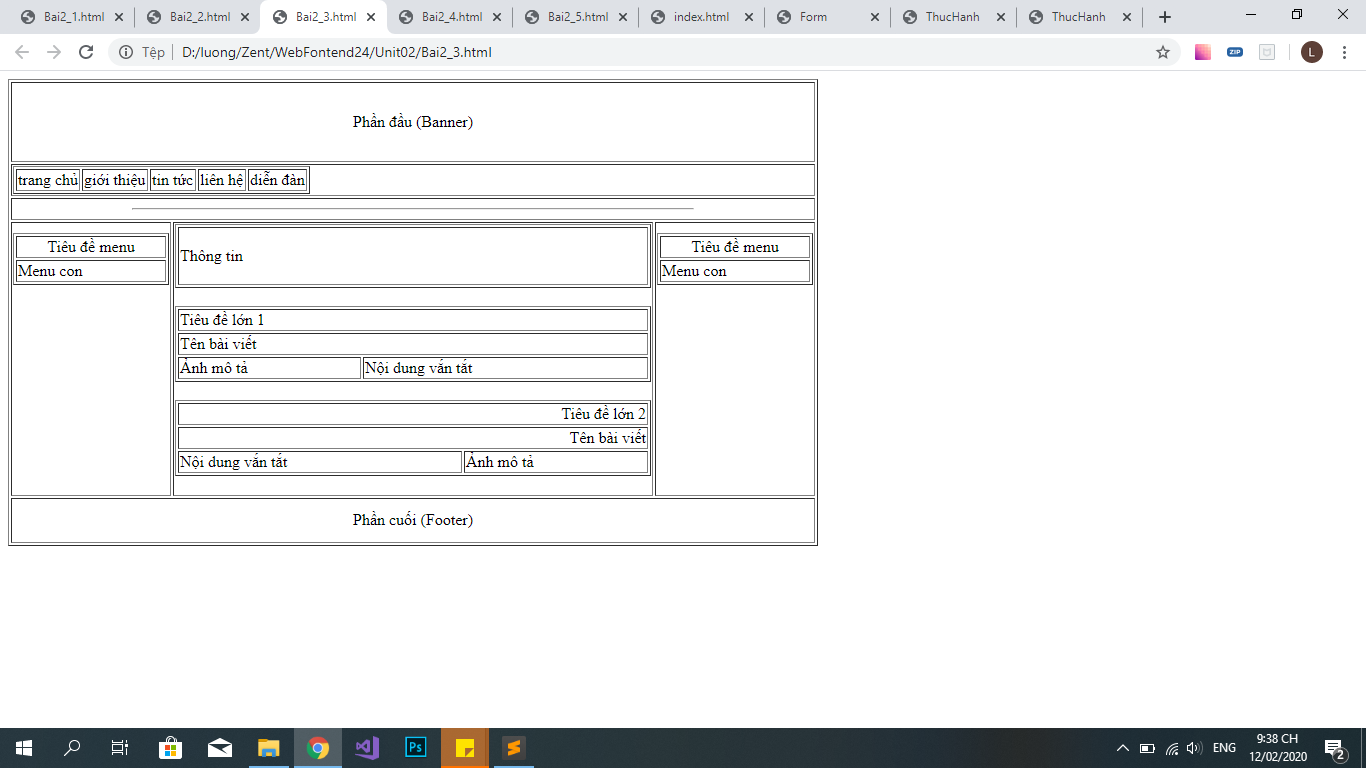 Bai2_1.html Bai2_2.html Bai2_3.html Bai2_4.html Bai2_5.html index.html Form ThucHanh ThucHanh
Tệp D:/luong/Zent/WebFontend24/Unit02/Bai2_3.html ZIP L
Phần đầu (Banner)
trang chủ giới thiệu tin tức liên hệ diễn đàn
Tiêu đề menu
Menu con
Thông tin
Tiêu đề lớn 1
Tên bài viết
Ảnh mô tả Nội dung vắn tắt
Tiêu đề lớn 2
Tên bài viết
Nội dung vắn tắt Ảnh mô tả
Tiêu đề menu
Menu con
Phần cuối (Footer)
Ps ENG 9:38 CH
12/02/2020 2